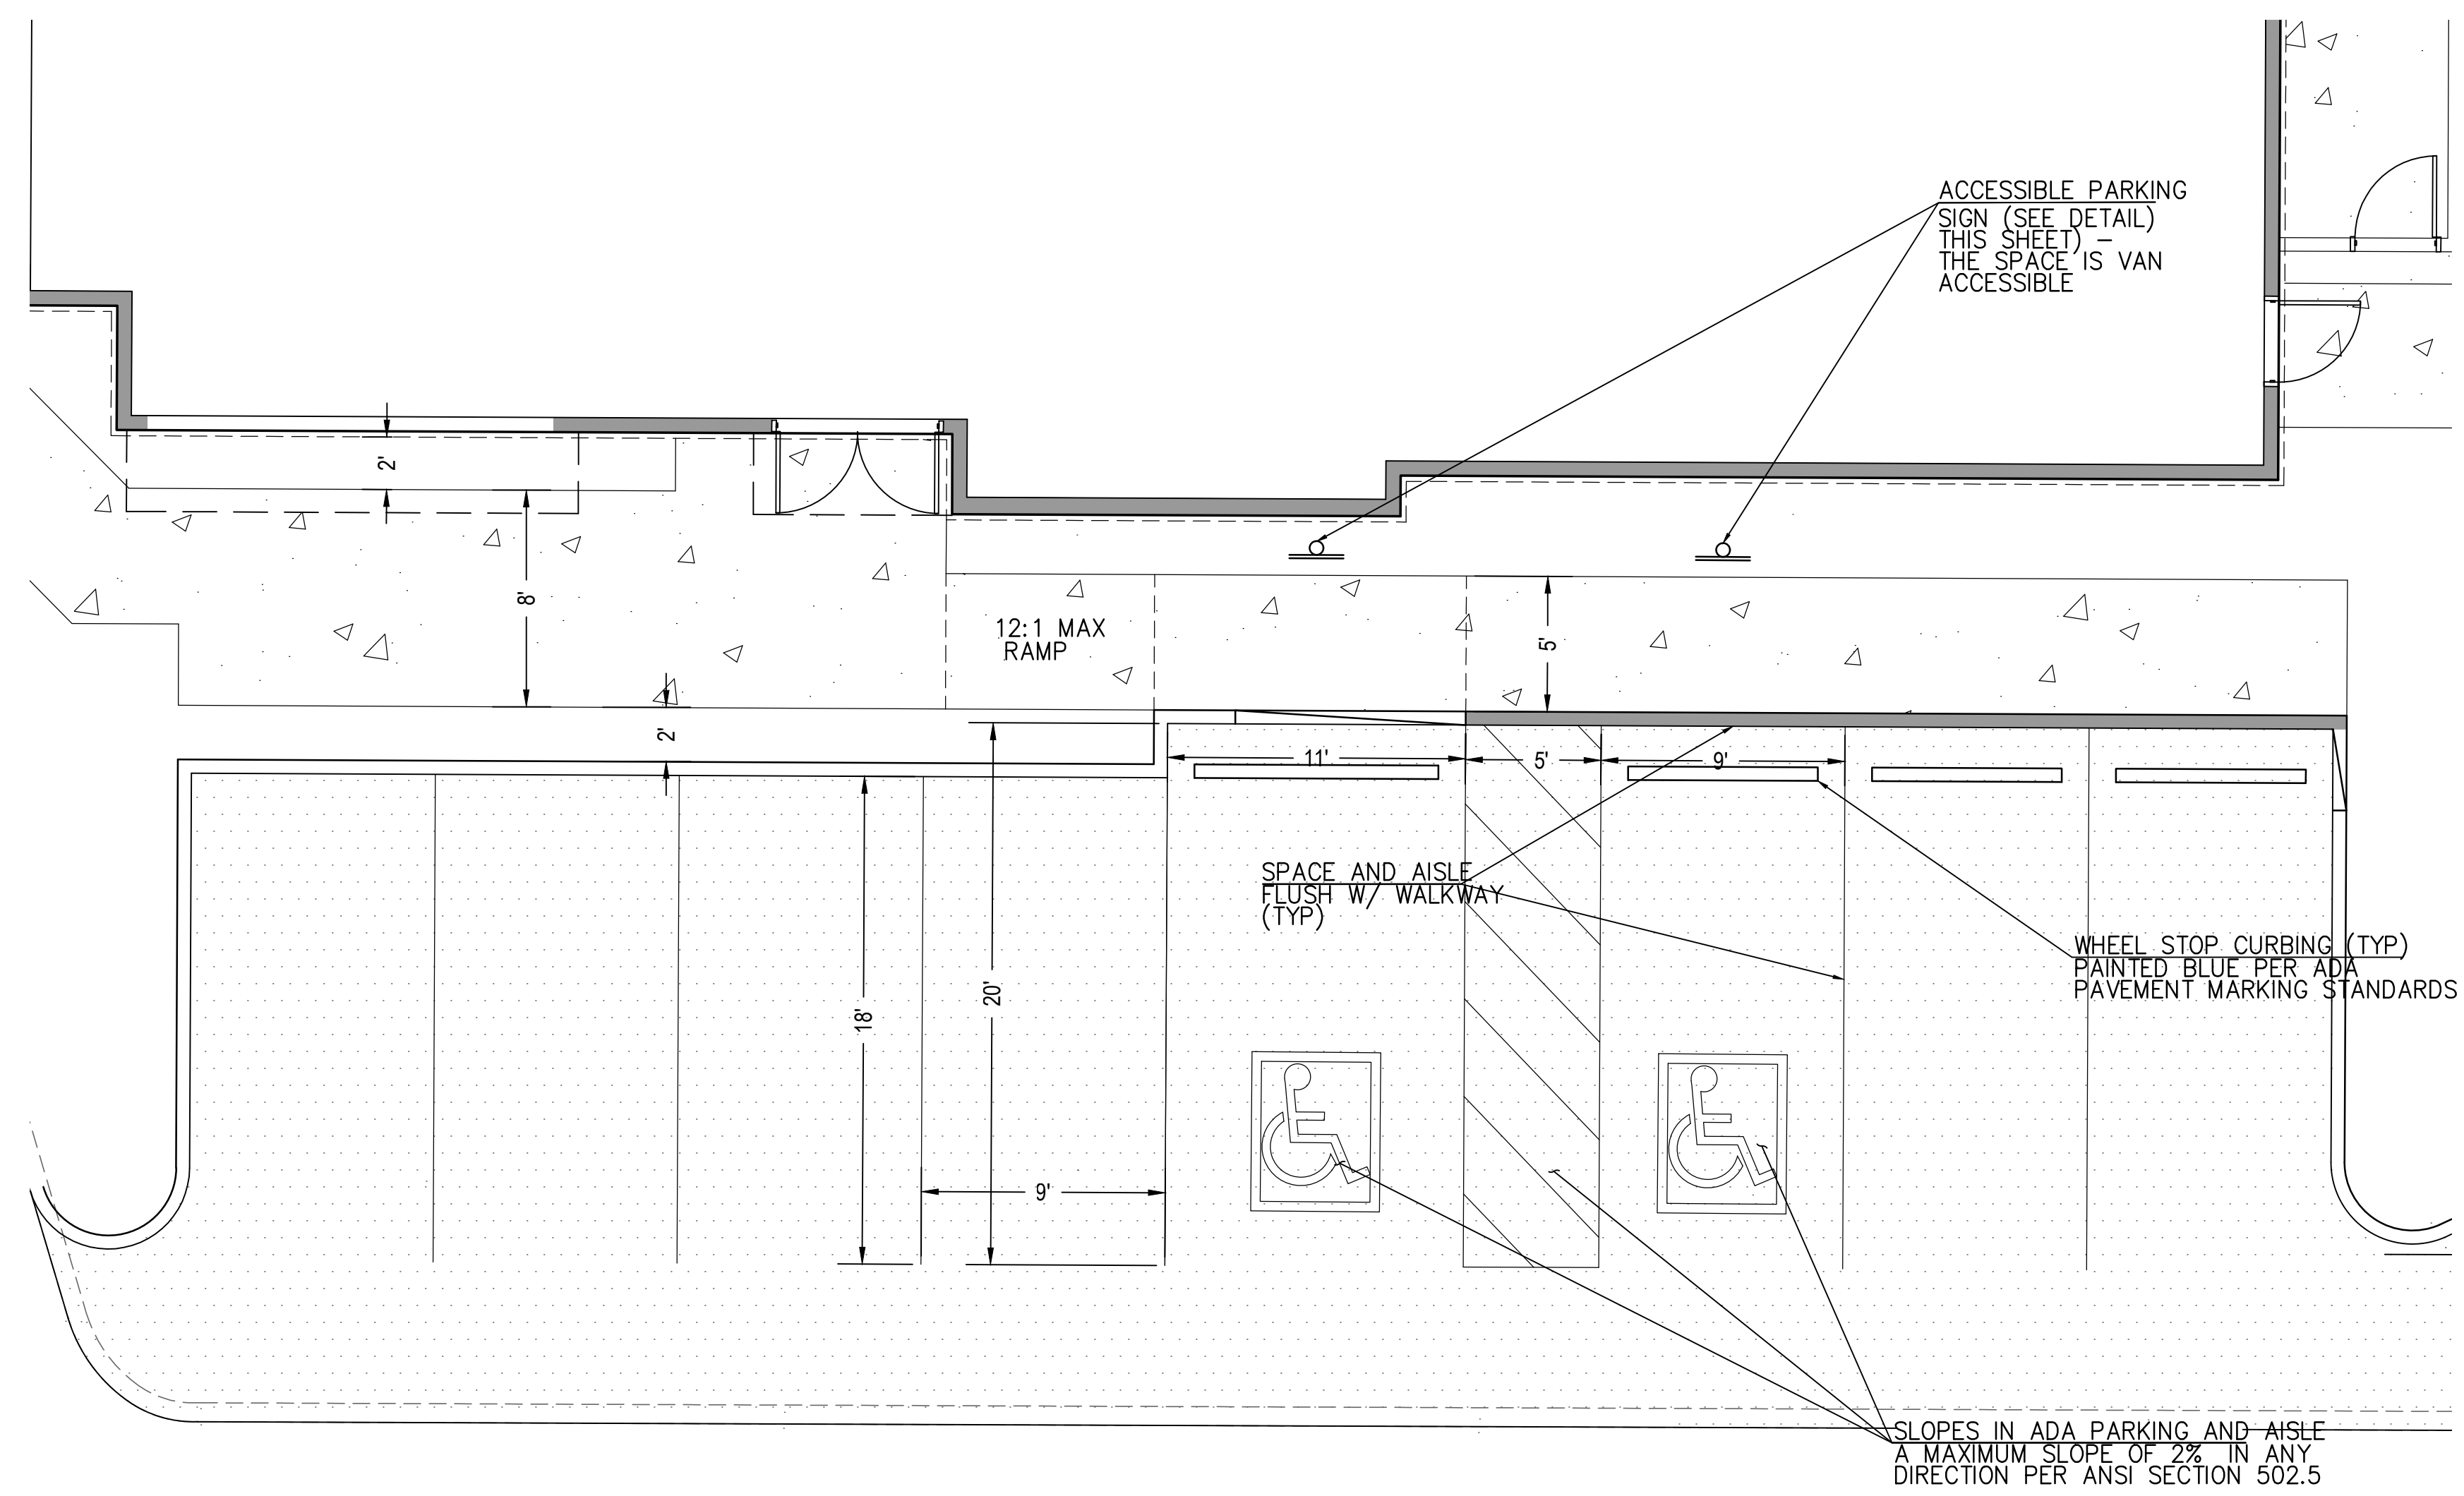 ACCESSIBLE PARKING
SIGN (SEE DETAIL)
THIS SHEET) –
THE SPACE IS VAN
ACCESSIBLE
2'
8'
12:1 MAX
RAMP
5'
2'
11'
5'
9'
SPACE AND AISLE
FLUSH W/ WALKWAY
(TYP)
WHEEL STOP CURBING (TYP)
PAINTED BLUE PER ADA
PAVEMENT MARKING STANDARDS
18'
20'
9'
SLOPES IN ADA PARKING AND AISLE
A MAXIMUM SLOPE OF 2% IN ANY
DIRECTION PER ANSI SECTION 502.5